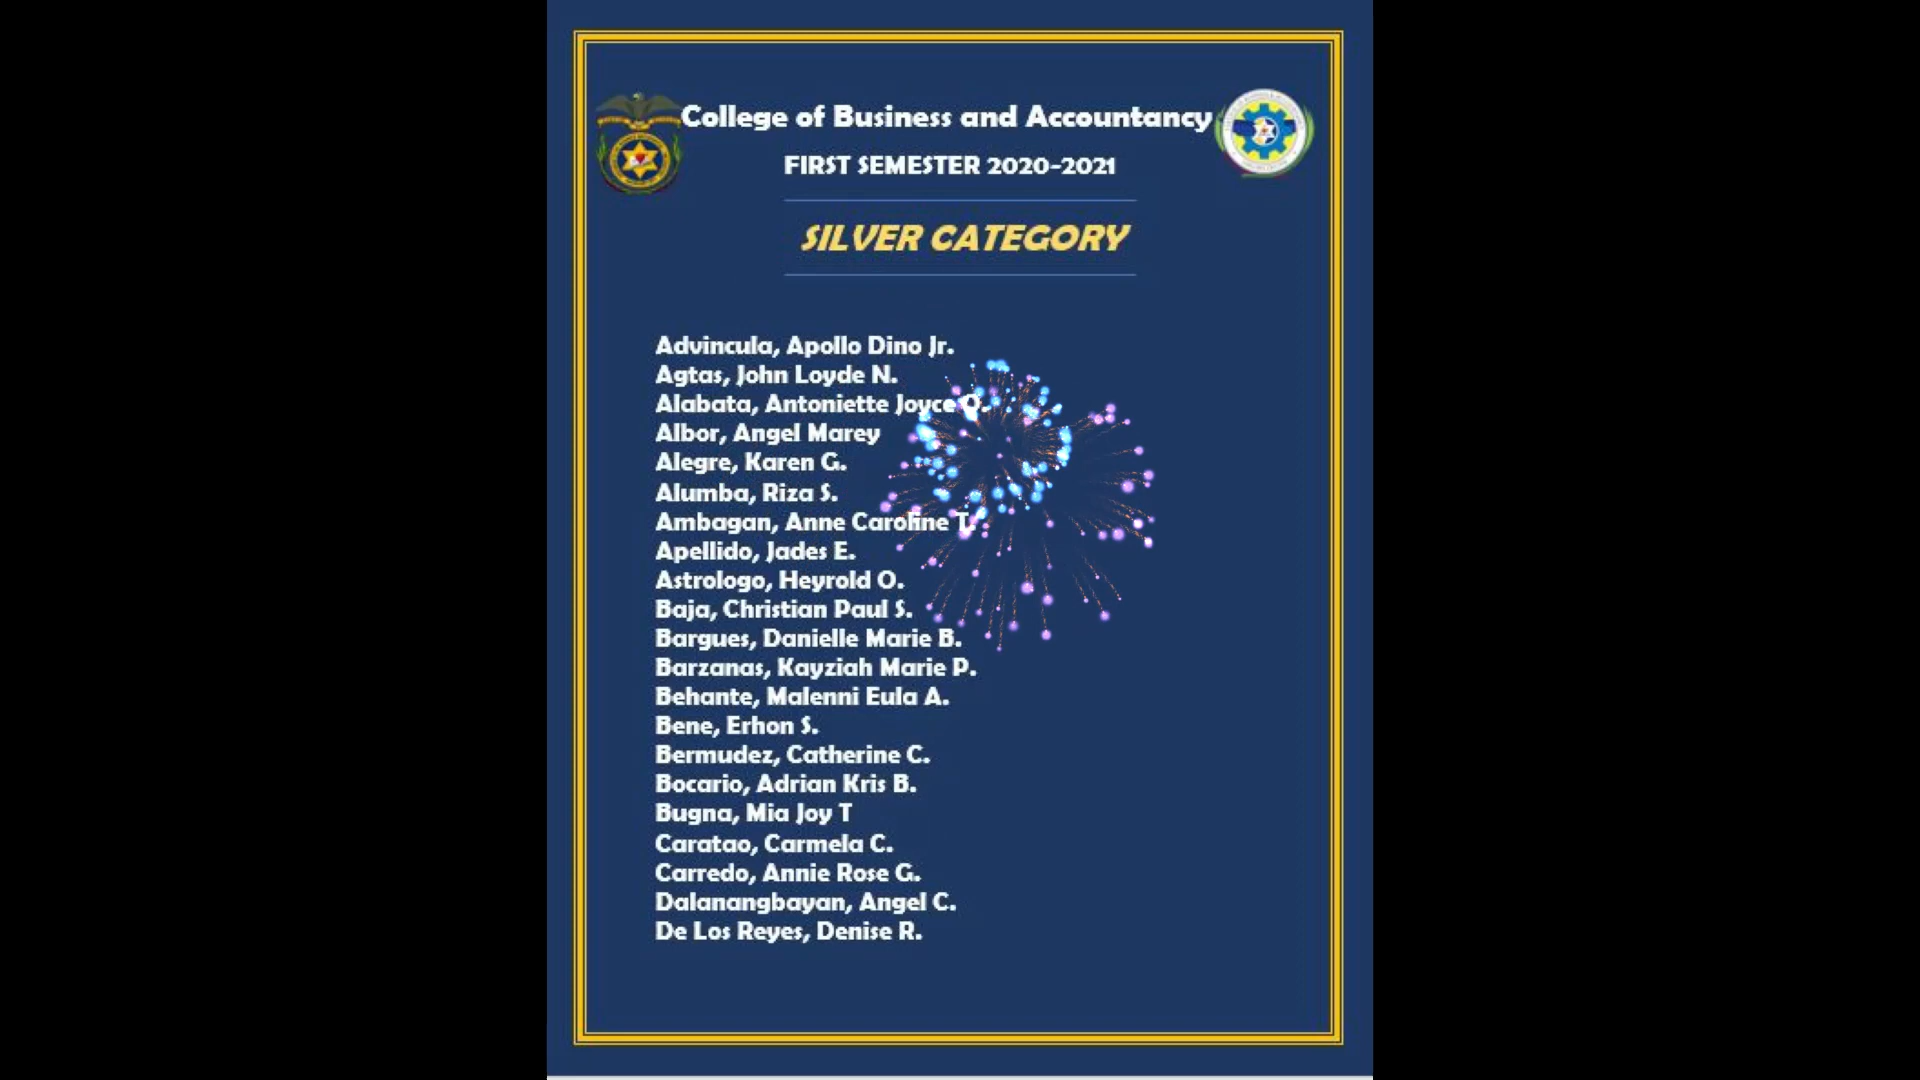 College of Business and Accountancy
FIRST SEMESTER 2020-2021
SILVER CATEGORY
Advincula, Apollo Dino Jr.
Agtas, John Loyde N.
Alabata, Antoniette Joyce O.
Albor, Angel Marey
Alegre, Karen G.
Alumba, Riza S.
Ambagan, Anne Caroline T.
Apellido, Jades E.
Astrologo, Heyrold O.
Baja, Christian Paul S.
Bargues, Danielle Marie B.
Barzanas, Kayziah Marie P.
Behante, Malenni Eula A.
Bene, Erhon S.
Bermudez, Catherine C.
Bocario, Adrian Kris B.
Bugna, Mia Joy T
Caratao, Carmela C.
Carredo, Annie Rose G.
Dalanangbayan, Angel C.
De Los Reyes, Denise R.